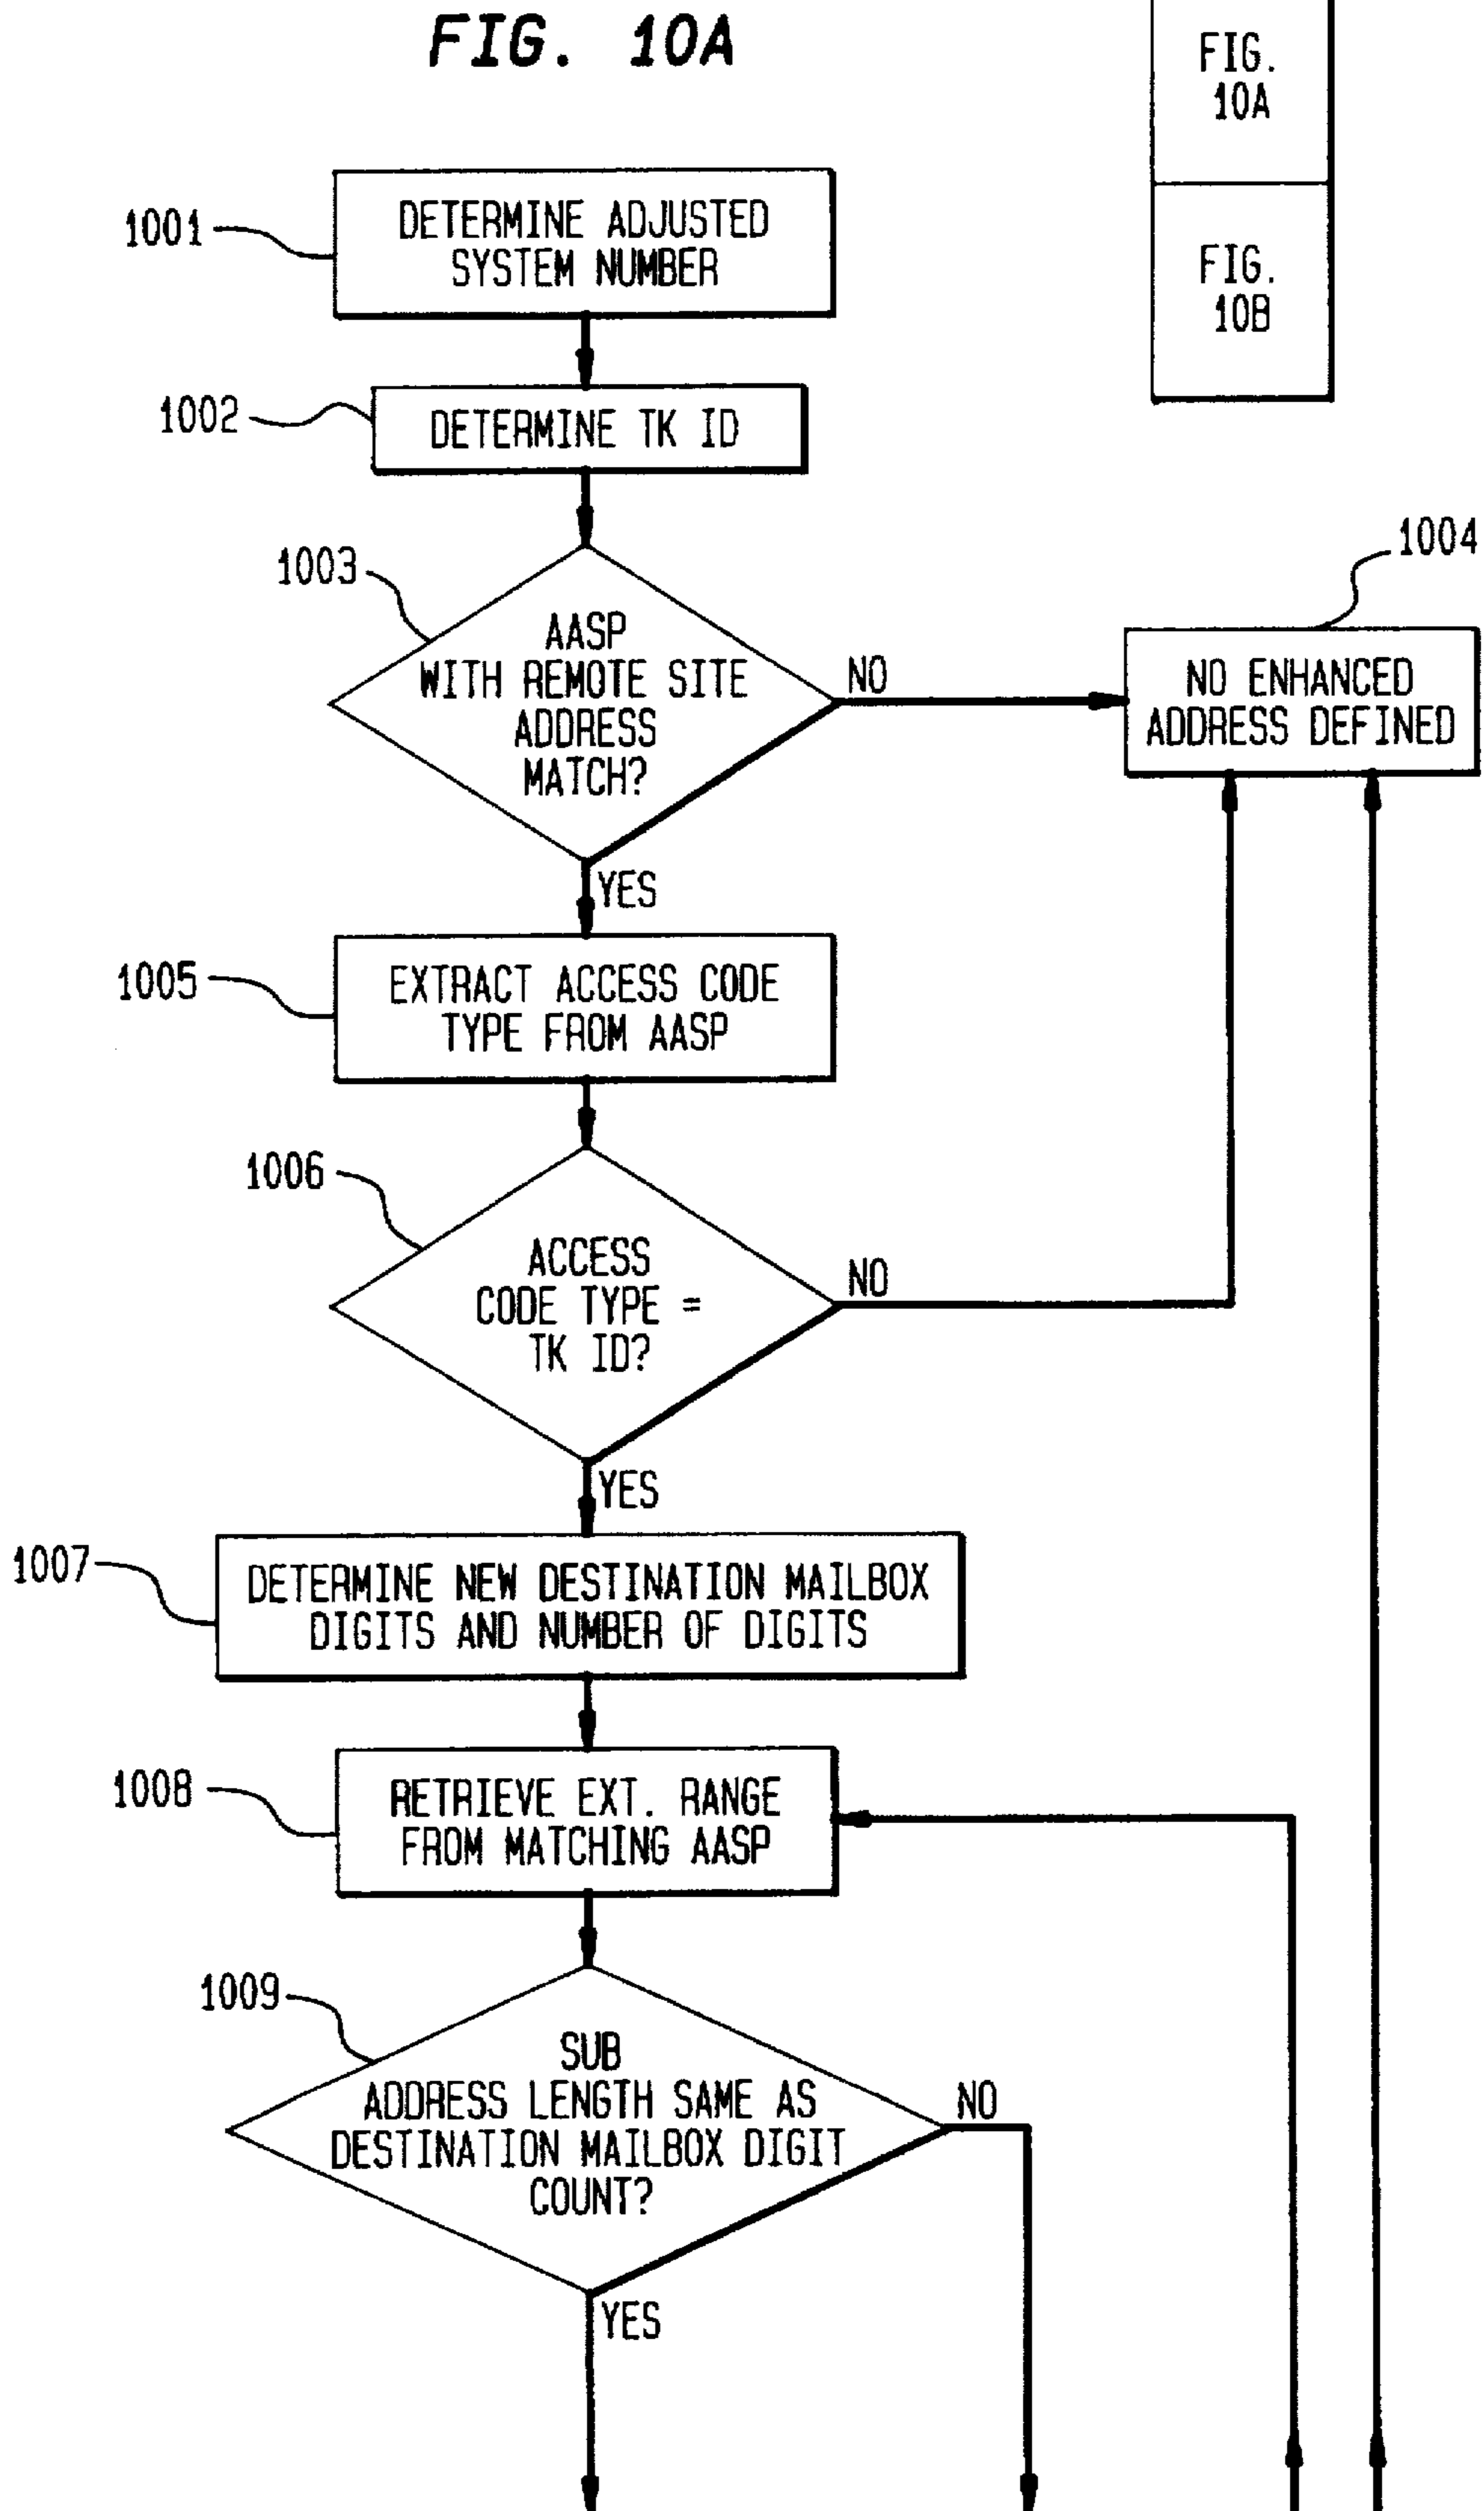 FIG. 10A
FIG.
10A
FIG.
10B
1001
DETERMINE ADJUSTED
SYSTEM NUMBER
1002
DETERMINE TK ID
1003
AASP
WITH REMOTE SITE
ADDRESS
MATCH?
NO
1004
NO ENHANCED
ADDRESS DEFINED
YES
1005
EXTRACT ACCESS CODE
TYPE FROM AASP
1006
ACCESS
CODE TYPE =
TK ID?
NO
YES
1007
DETERMINE NEW DESTINATION MAILBOX
DIGITS AND NUMBER OF DIGITS
1008
RETRIEVE EXT. RANGE
FROM MATCHING AASP
1009
SUB
ADDRESS LENGTH SAME AS
DESTINATION MAILBOX DIGIT
COUNT?
NO
YES